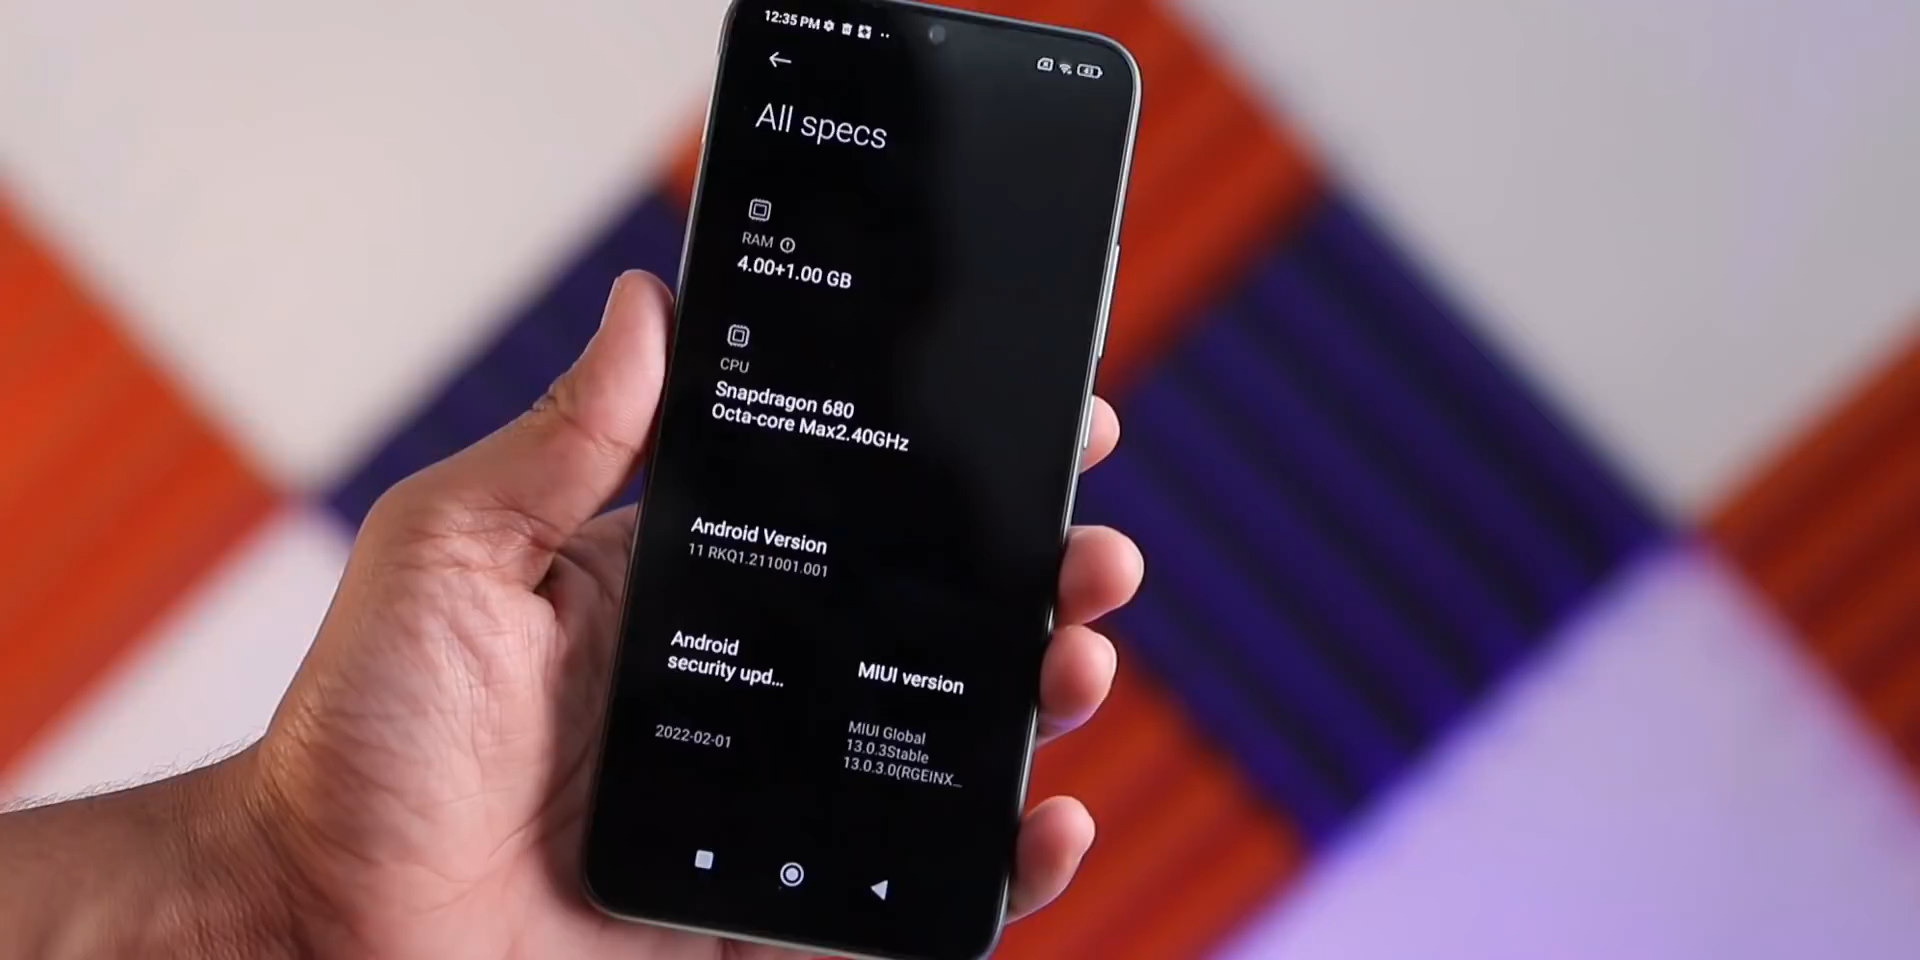 12:35 PM
43
All specs
RAM
4.00+1.00 GB
CPU
Snapdragon 680
Octa-core Max2.40GHz
Android Version
11 RKQ1.211001.001
Android
security upd...
2022-02-01
MIUI version
MIUI Global
13.0.3Stable
13.0.3.0(RGEINX...